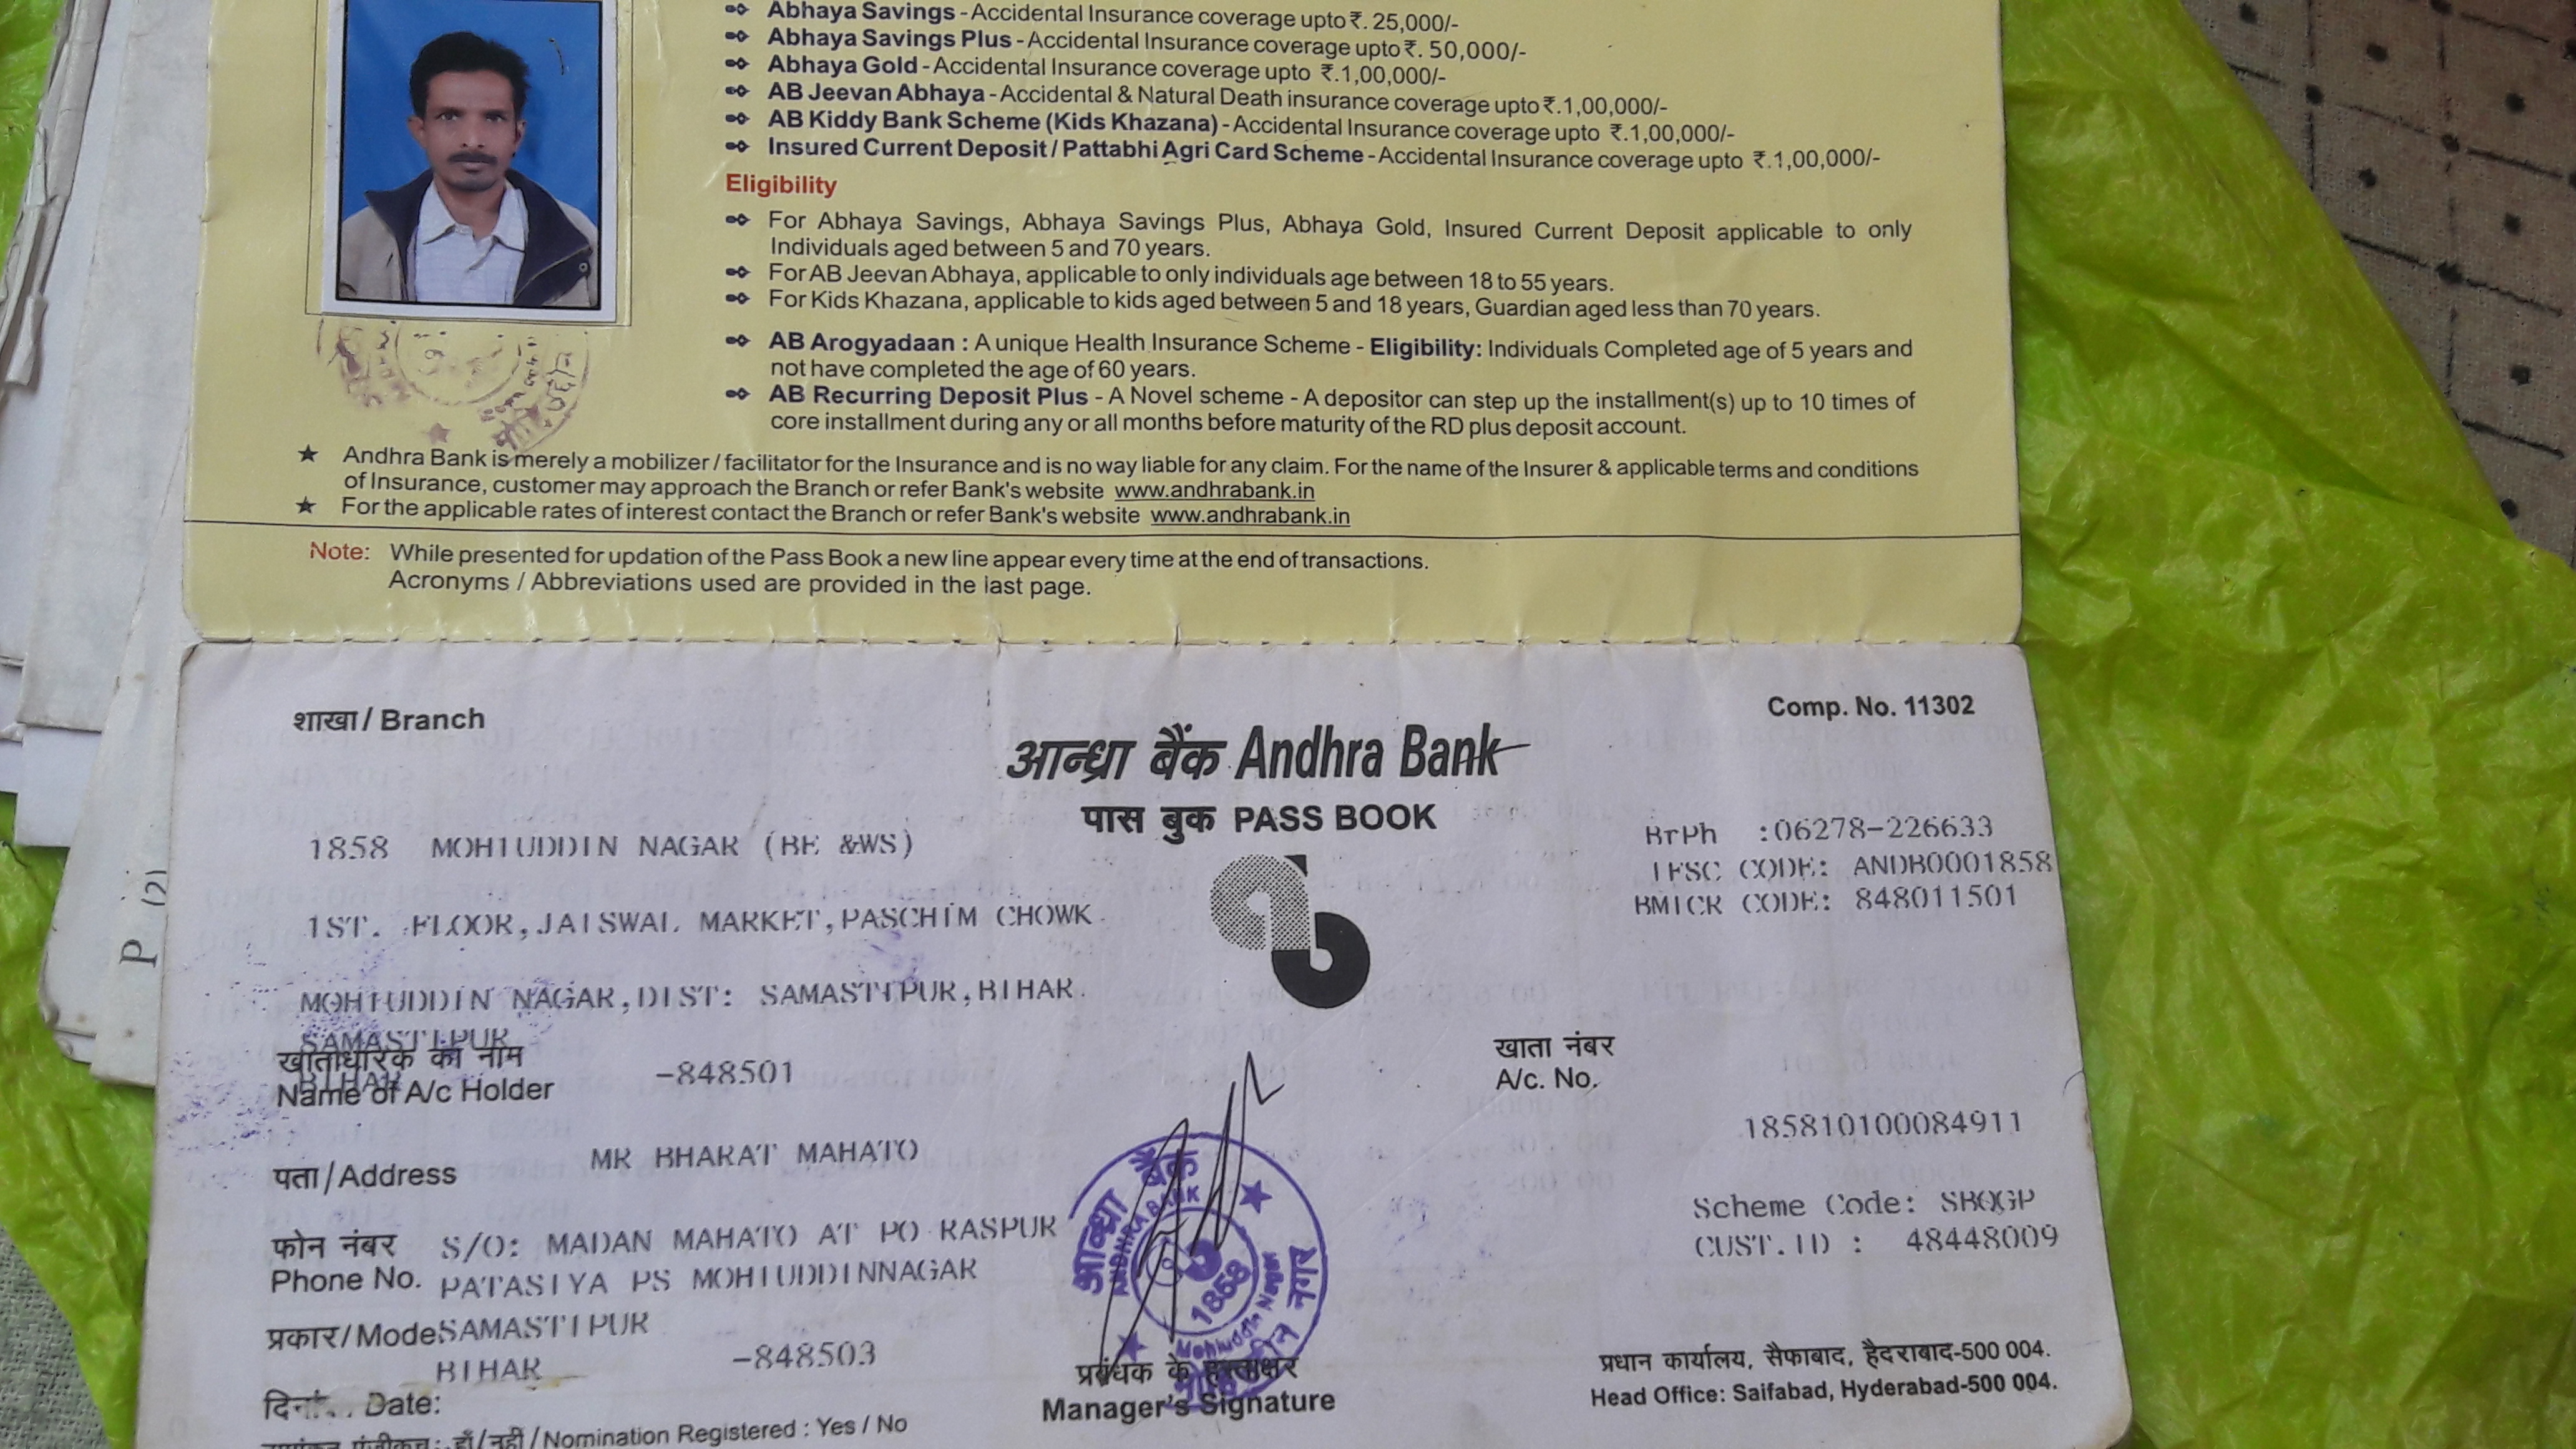 Abhaya Savings - Accidental Insurance coverage upto ₹. 25,000/-
Abhaya Savings Plus - Accidental Insurance coverage upto ₹. 50,000/-
Abhaya Gold - Accidental Insurance coverage upto ₹.1,00,000/-
AB Jeevan Abhaya - Accidental & Natural Death insurance coverage upto ₹.1,00,000/-
AB Kiddy Bank Scheme (Kids Khazana) - Accidental Insurance coverage upto ₹.1,00,000/-
Insured Current Deposit / Pattabhi Agri Card Scheme - Accidental Insurance coverage upto ₹.1,00,000/-
Eligibility
For Abhaya Savings, Abhaya Savings Plus, Abhaya Gold, Insured Current Deposit applicable to only
Individuals aged between 5 and 70 years.
For AB Jeevan Abhaya, applicable to only individuals age between 18 to 55 years.
For Kids Khazana, applicable to kids aged between 5 and 18 years, Guardian aged less than 70 years.
AB Arogyadaan : A unique Health Insurance Scheme - Eligibility: Individuals Completed age of 5 years and
not have completed the age of 60 years.
AB Recurring Deposit Plus - A Novel scheme - A depositor can step up the installment(s) up to 10 times of
core installment during any or all months before maturity of the RD plus deposit account.
★ Andhra Bank is merely a mobilizer / facilitator for the Insurance and is no way liable for any claim. For the name of the Insurer & applicable terms and conditions
of Insurance, customer may approach the Branch or refer Bank's website www.andhrabank.in
★ For the applicable rates of interest contact the Branch or refer Bank's website www.andhrabank.in
Note: While presented for updation of the Pass Book a new line appear every time at the end of transactions.
Acronyms / Abbreviations used are provided in the last page.
शाखा / Branch
Comp. No. 11302
आन्ध्रा बैंक Andhra Bank
पास बुक PASS BOOK
1858 MOHIUDDIN NAGAR (BE &WS)
BrPh :06278-226633
IFSC CODE: ANDB0001858
BMICR CODE: 848011501
1ST. FLOOR,JAISWAL MARKET,PASCHIM CHOWK
MOHIUDDIN NAGAR,DIST: SAMASTIPUR,BIHAR.
SAMASTIPUR
खाताधारक का नाम
BIHAR -848501
Name of A/c Holder
खाता नंबर
A/c. No.
MR BHARAT MAHATO
185810100084911
पता / Address
फोन नंबर S/O: MADAN MAHATO AT PO RASPUR
Scheme Code:
Phone No. PATASIYA PS MOHIUDDINNAGAR
CUST.ID : 48448009
आन्ध्रा बैंक
ANDHRA BANK
1858
Mohiuddin Nagar
नगर
प्रकार/Mode SAMASTIPUR
BIHAR -848503
Date:
प्रबंधक के हस्ताक्षर
Manager's Signature
प्रधान कार्यालय, सैफाबाद, हैदराबाद-500 004.
Head Office: Saifabad, Hyderabad-500 004.
/ Nomination Registered : Yes / No